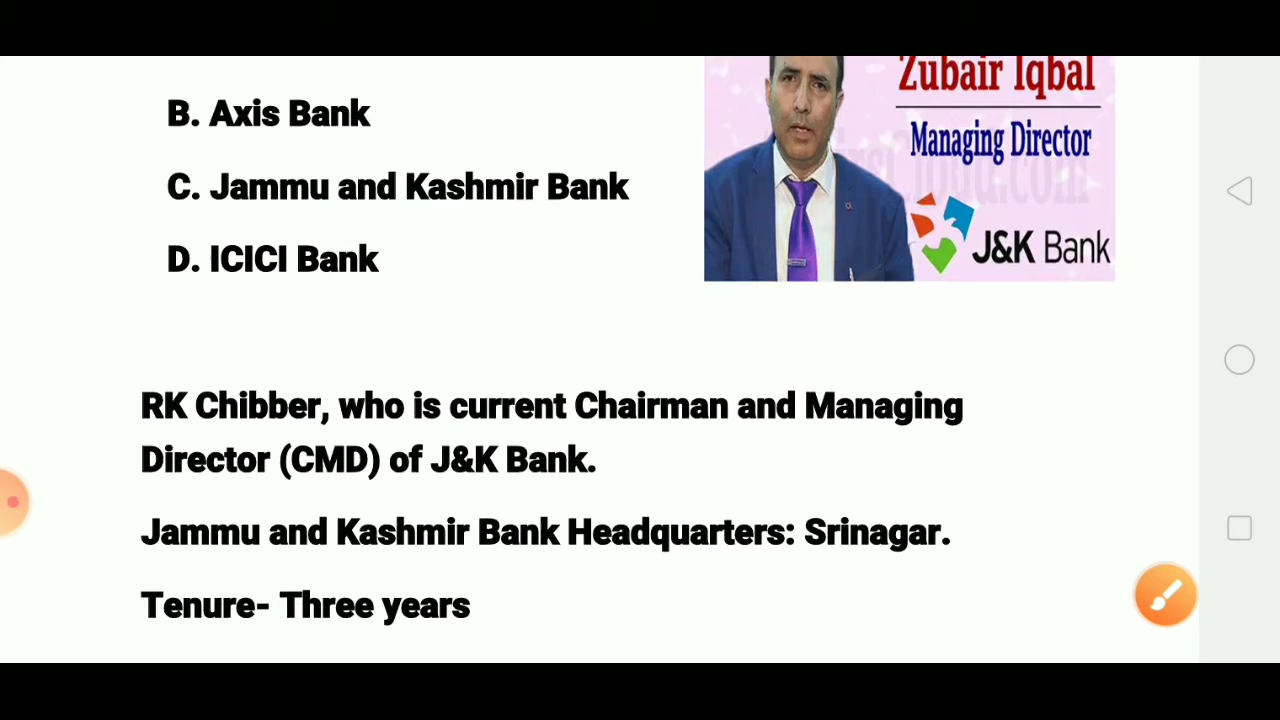 Zubair Iqbal
Managing Director
B. Axis Bank
C. Jammu and Kashmir Bank
J&K Bank
D. ICICI Bank
RK Chibber, who is current Chairman and Managing
Director (CMD) of J&K Bank.
Jammu and Kashmir Bank Headquarters: Srinagar.
Tenure- Three years